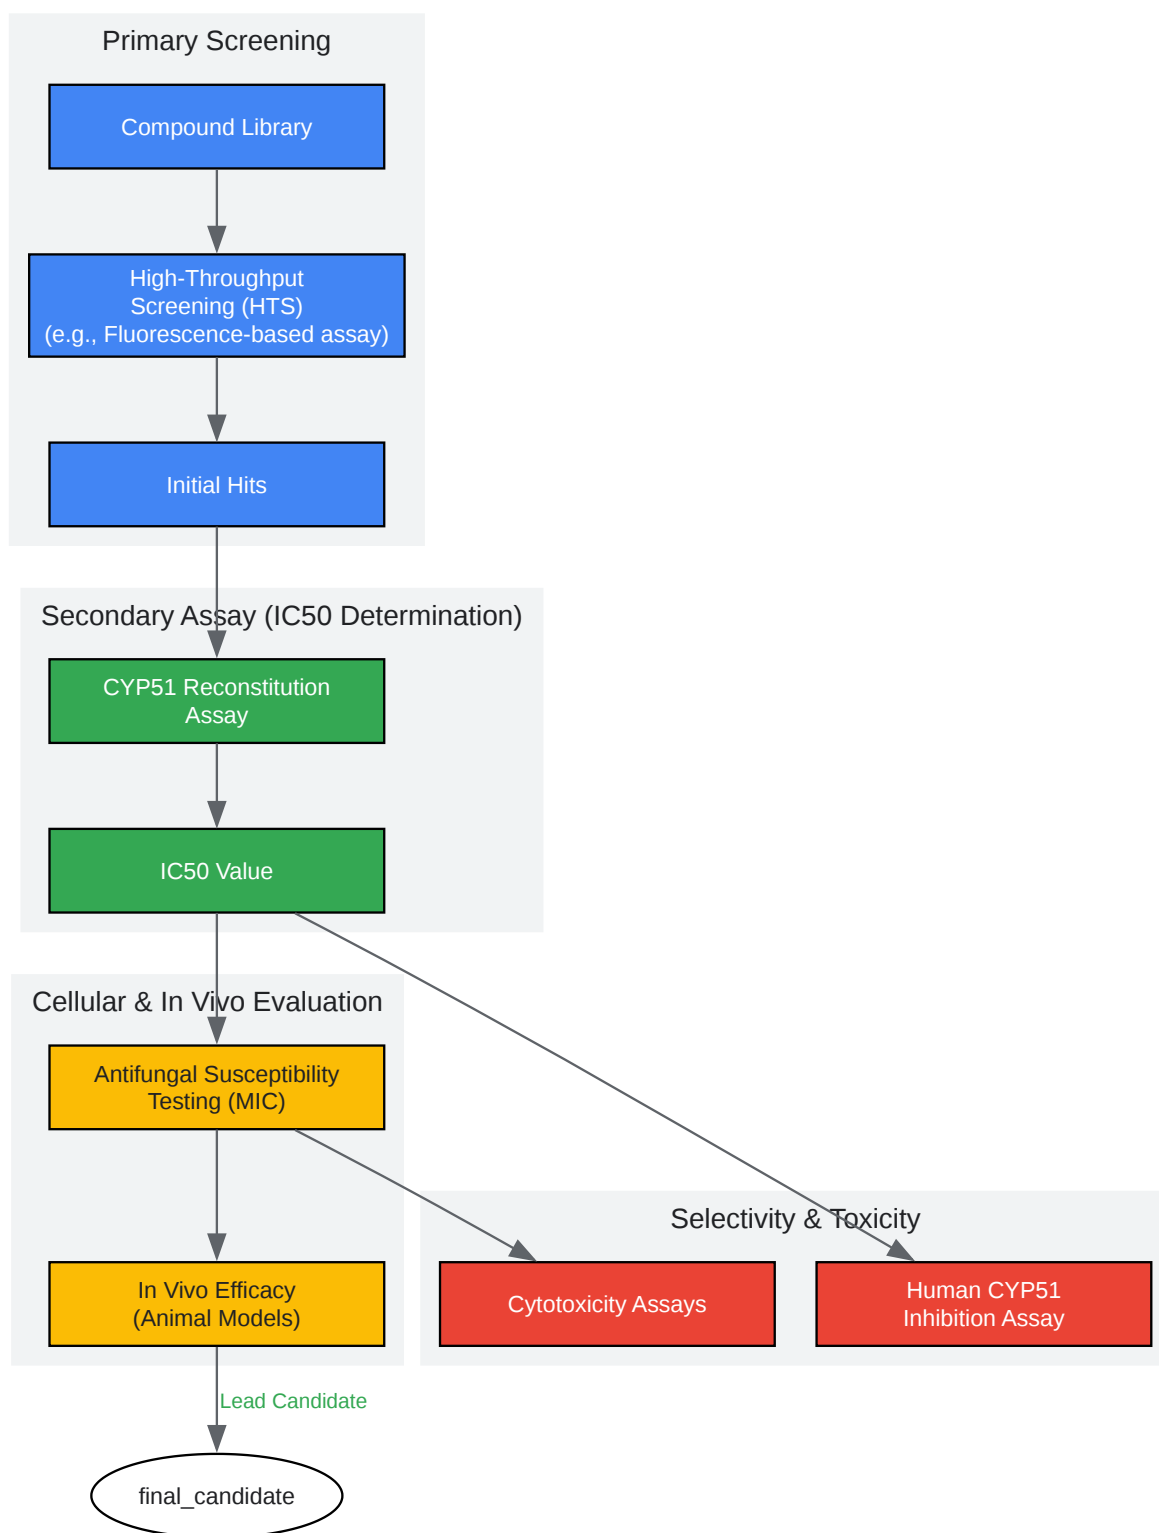 Primary Screening
Compound Library
High-Throughput
Screening (HTS)
(e.g., Fluorescence-based assay)
Initial Hits
Secondary Assay (IC50 Determination)
CYP51 Reconstitution
Assay
IC50 Value
Cellular & In Vivo Evaluation
Antifungal Susceptibility
Testing (MIC)
Selectivity & Toxicity
In Vivo Efficacy
(Animal Models)
Cytotoxicity Assays
Human CYP51
Inhibition Assay
Lead Candidate
final_candidate